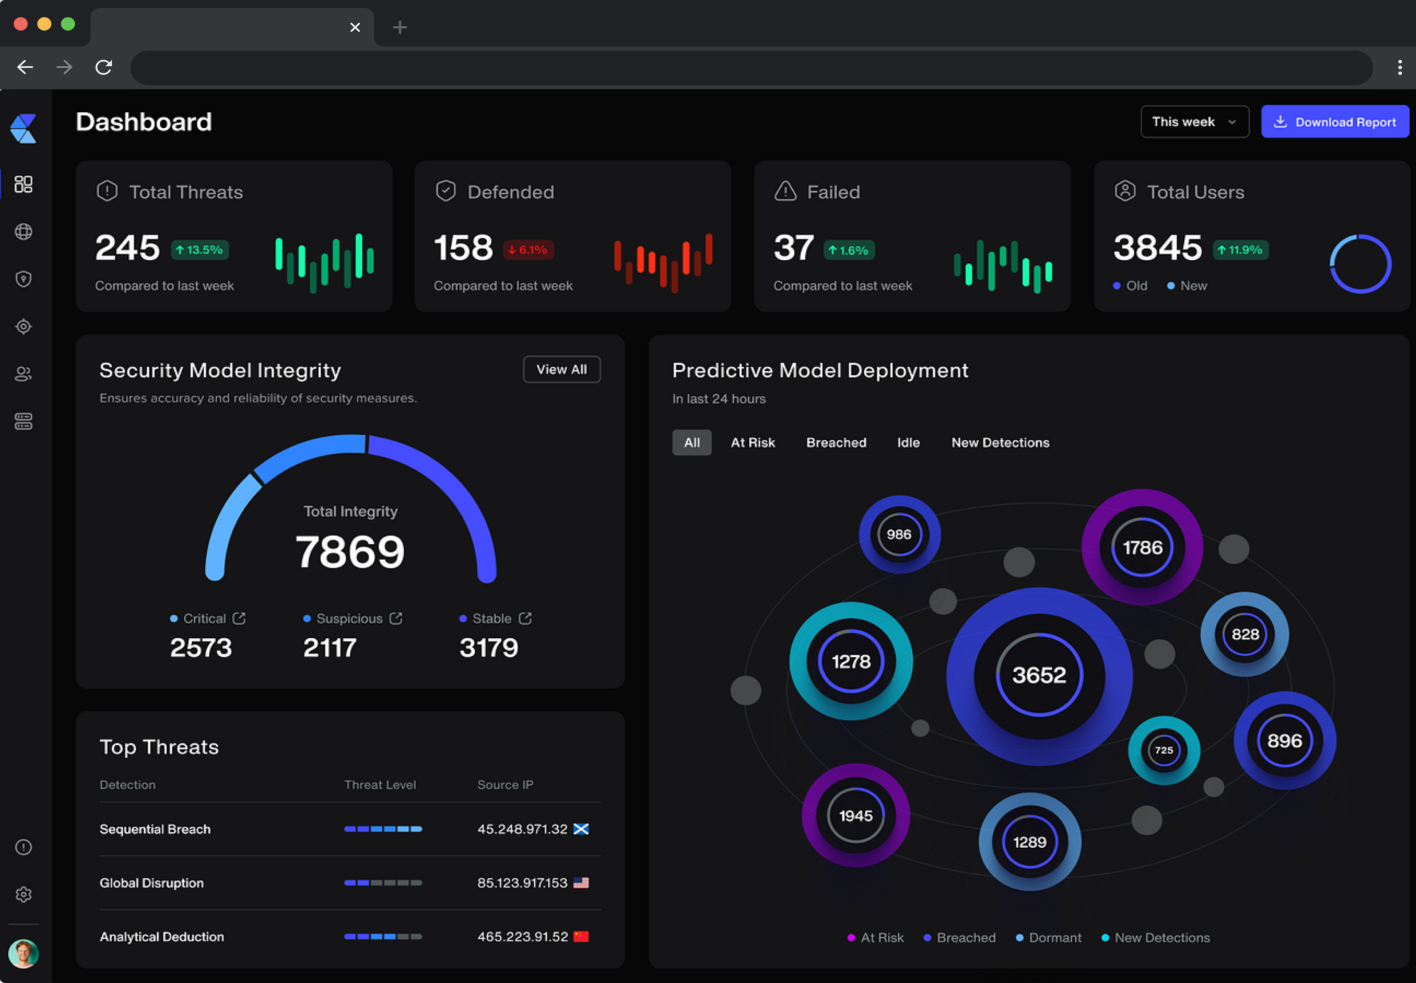 Dashboard
This week
Download Report
Total Threats
245 13.5%
Compared to last week
Defended
158 6.1%
Compared to last week
Failed
37 1.6%
Compared to last week
Total Users
3845 11.9%
Old New
Security Model Integrity
View All
Ensures accuracy and reliability of security measures.
Total Integrity
7869
Critical Suspicious Stable
2573 2117 3179
Top Threats
Detection Threat Level Source IP
Sequential Breach 45.248.971.32
Global Disruption 85.123.917.153
Analytical Deduction 465.223.91.52
Predictive Model Deployment
In last 24 hours
All At Risk Breached Idle New Detections
986
1786
828
1278
3652
896
725
1945
1289
At Risk Breached Dormant New Detections